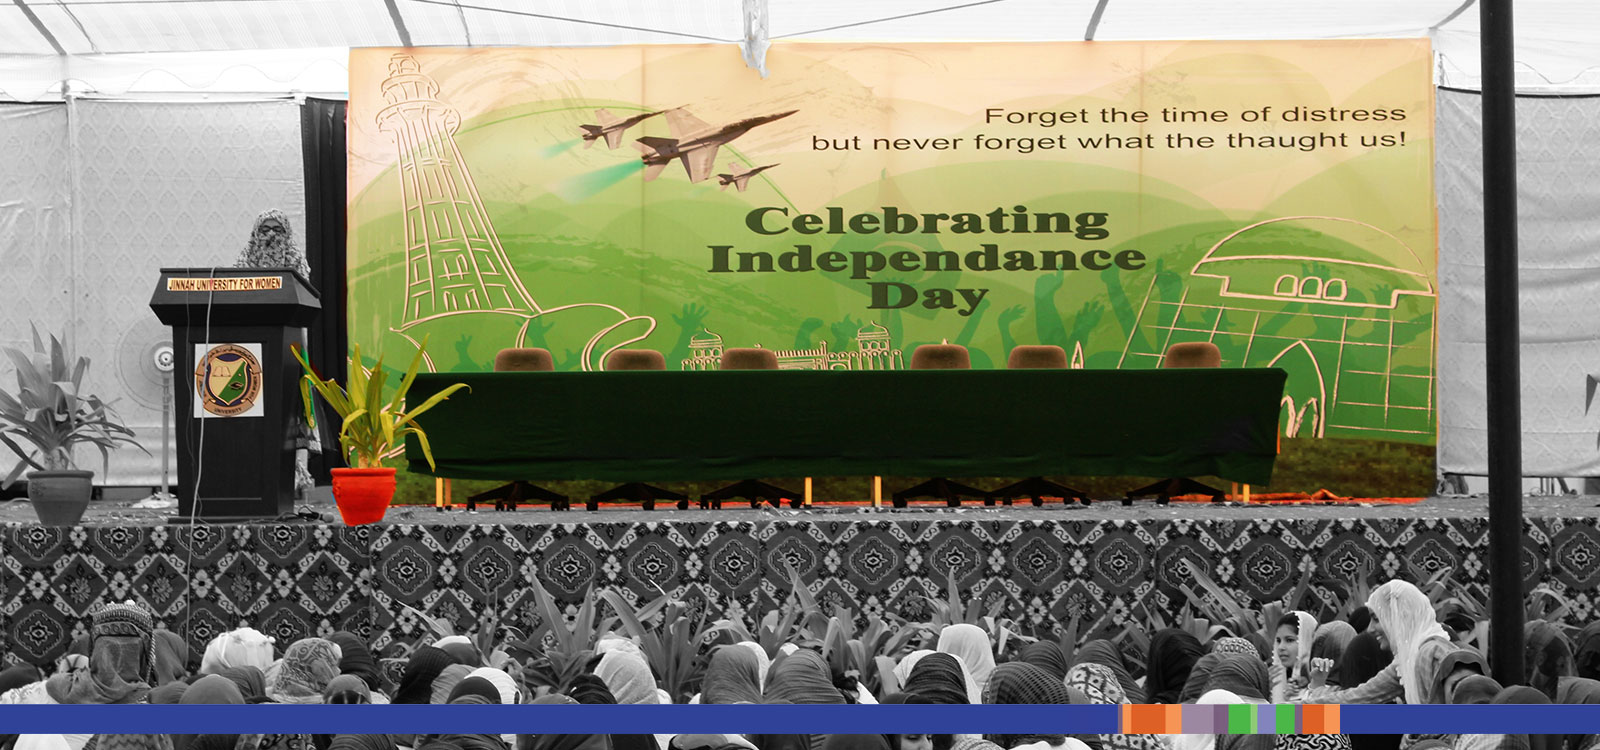 Forget the time of distress
but never forget what the thaught us!
Celebrating
Independance
Day
JINNAH UNIVERSITY FOR WOMEN
UNIVERSITY